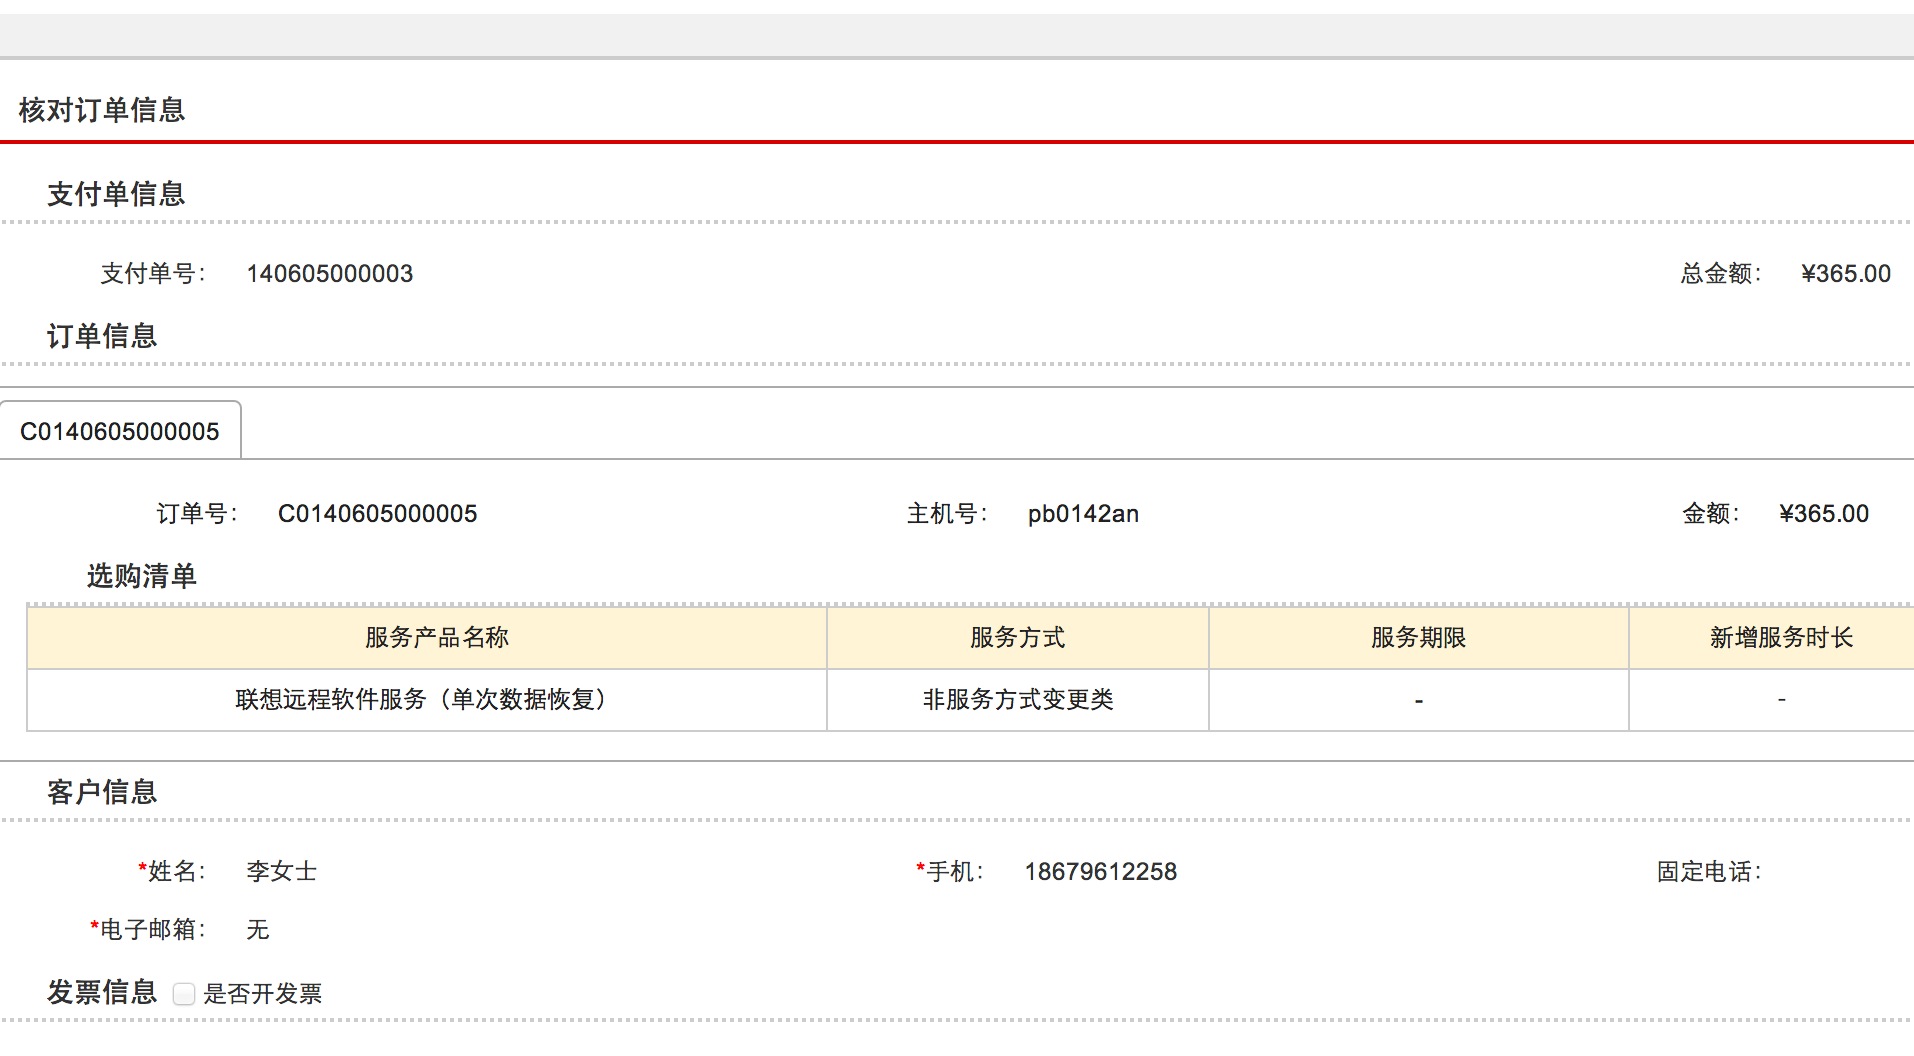 核对订单信息
支付单信息
支付单号： 140605000003 总金额： ¥365.00
订单信息
C0140605000005
订单号： C0140605000005 主机号： pb0142an 金额： ¥365.00
选购清单
服务产品名称 服务方式 服务期限 新增服务时长
联想远程软件服务（单次数据恢复） 非服务方式变更类 - -
客户信息
*姓名： 李女士 *手机： 18679612258 固定电话：
*电子邮箱： 无
发票信息 是否开发票